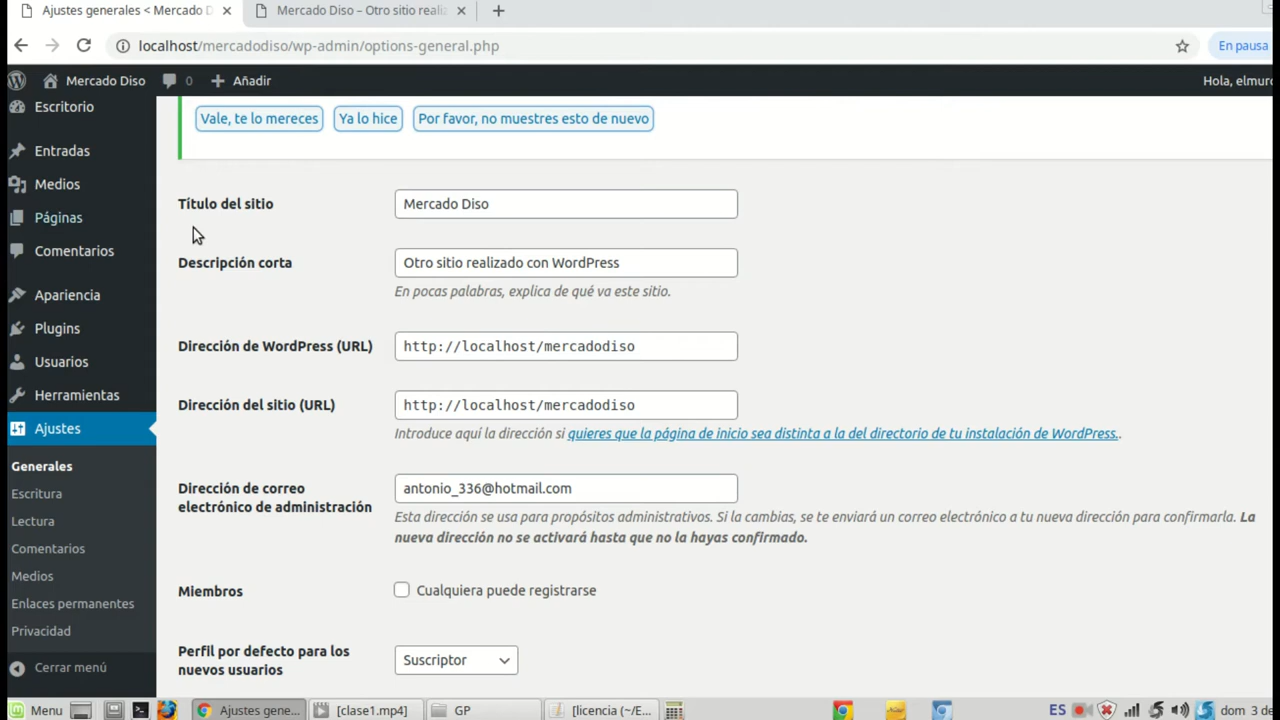 Ajustes generales < Mercado D
Mercado Diso – Otro sitio reali
localhost/mercadodiso/wp-admin/options-general.php
En pausa
Mercado Diso
0
Añadir
Hola, elmur
Escritorio
Entradas
Medios
Páginas
Comentarios
Apariencia
Plugins
Usuarios
Herramientas
Ajustes
Generales
Escritura
Lectura
Comentarios
Medios
Enlaces permanentes
Privacidad
Cerrar menú
Vale, te lo mereces
Ya lo hice
Por favor, no muestres esto de nuevo
Título del sitio
Mercado Diso
Descripción corta
Otro sitio realizado con WordPress
En pocas palabras, explica de qué va este sitio.
Dirección de WordPress (URL)
http://localhost/mercadodiso
Dirección del sitio (URL)
http://localhost/mercadodiso
Introduce aquí la dirección si quieres que la página de inicio sea distinta a la del directorio de tu instalación de WordPress..
Dirección de correo
electrónico de administración
antonio_336@hotmail.com
Esta dirección se usa para propósitos administrativos. Si la cambias, se te enviará un correo electrónico a tu nueva dirección para confirmarla. La
nueva dirección no se activará hasta que no la hayas confirmado.
Miembros
Cualquiera puede registrarse
Perfil por defecto para los
nuevos usuarios
Suscriptor
Menu
Ajustes gene...
[clase1.mp4]
GP
[licencia (~/E...
ES
dom 3 de